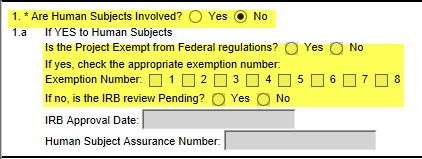 1. * Are Human Subjects Involved? Yes No
1.a If YES to Human Subjects
Is the Project Exempt from Federal regulations? Yes No
If yes, check the appropriate exemption number:
Exemption Number: 1 2 3 4 5 6 7 8
If no, is the IRB review Pending? Yes No
IRB Approval Date:
Human Subject Assurance Number: